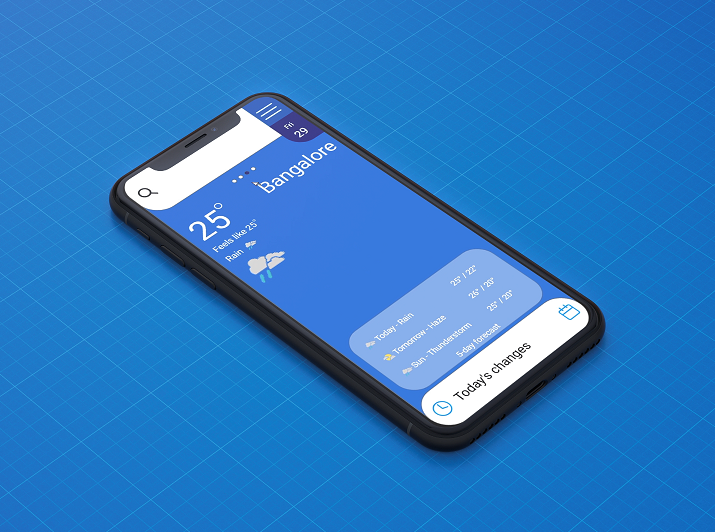 Fri
29
Bangalore
25°
Feels like 25°
Rain
Today - Rain 25° / 22°
Tomorrow - Haze 25° / 20°
Sun - Thunderstorm 25° / 20°
5-day forecast
Today's changes